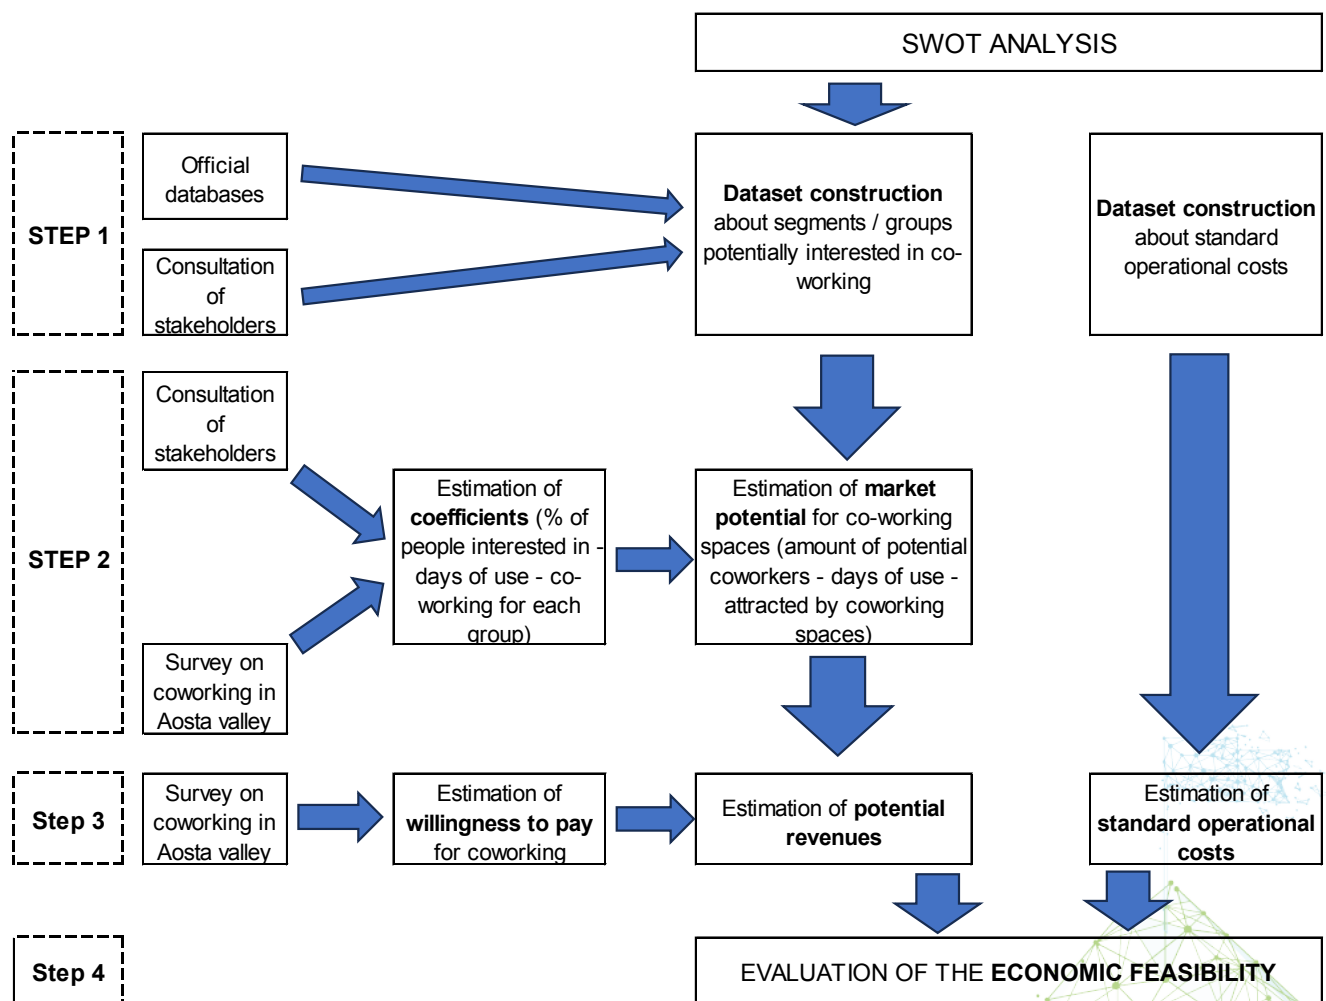 SWOT ANALYSIS
STEP 1
Official
databases
Consultation
of
stakeholders
Dataset construction
about segments / groups
potentially interested in co-
working
Dataset construction
about standard
operational costs
STEP 2
Consultation
of
stakeholders
Survey on
coworking in
Aosta valley
Estimation of
coefficients (% of
people interested in -
days of use - co-
working for each
group)
Estimation of market
potential for co-working
spaces (amount of potential
coworkers - days of use -
attracted by coworking
spaces)
Step 3
Survey on
coworking in
Aosta valley
Estimation of
willingness to pay
for coworking
Estimation of potential
revenues
Estimation of
standard operational
costs
Step 4
EVALUATION OF THE ECONOMIC FEASIBILITY